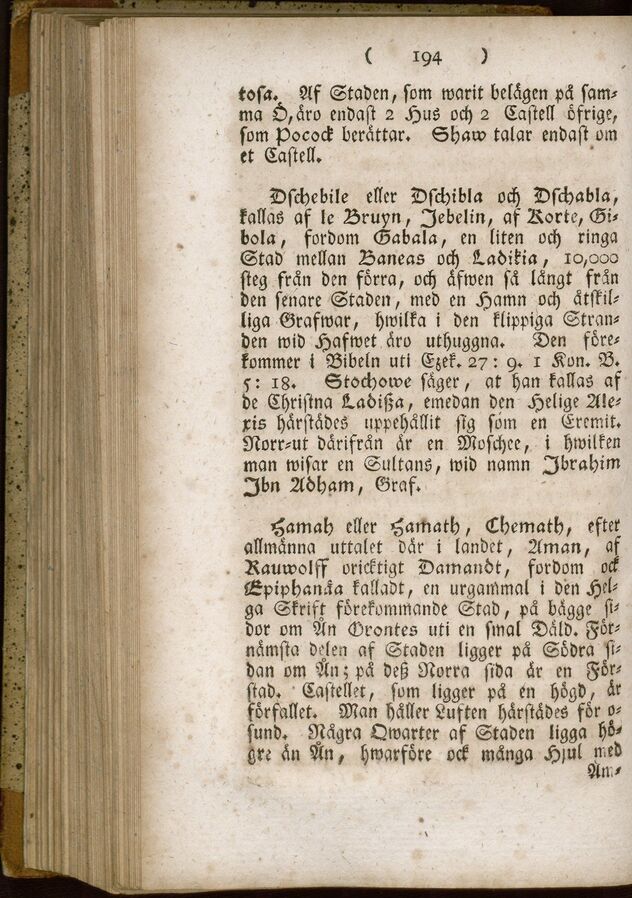 ( 194 )
tosa. Af Staden, som warit belägen på sam-
ma Ö, äro endast 2 Hus och 2 Castell öfrige,
som Pocock berättar. Shaw talar endast om
et Castell.
Dschebile eller Dschibla och Dschabla,
kallas af le Bruyn, Jebelin, af Korte, Gi-
bola, fordom Gabala, en liten och ringa
Stad mellan Baneas och Ladikia, 10,000
steg från den förra, och äfwen så långt från
den senare Staden, med en Hamn och åtskil-
liga Grafwar, hwilka i den klippiga Stran-
den wid Hafwet äro uthuggna. Den före-
kommer i Bibeln uti Ezek. 27: 9. 1 Kon. B.
5: 18. Stochowe säger, at han kallas af
de Christna Ladißa, emedan den Helige Ale-
xis härstädes uppehållit sig som en Eremit.
Norr-ut därifrån är en Moschee, i hwilken
man wisar en Sultans, wid namn Ibrahim
Ibn Adham, Graf.
Hamah eller Hamath, Chemath, efter
allmänna uttalet där i landet, Aman, af
Rauwolff oricktigt Damandt, fordom ock
Epiphanäa kalladt, en urgammal i den Hel-
ga Skrift förekommande Stad, på bägge si-
dor om Ån Orontes uti en smal Däld. För-
nämsta delen af Staden ligger på Södra si-
dan om Ån; på deß Norra sida är en För-
stad. Castellet, som ligger på en högd, är
förfallet. Man håller Luften härstädes för o-
sund. Några Qwarter af Staden ligga hö-
gre än Ån, hwarföre ock många Hjul med
Äm-